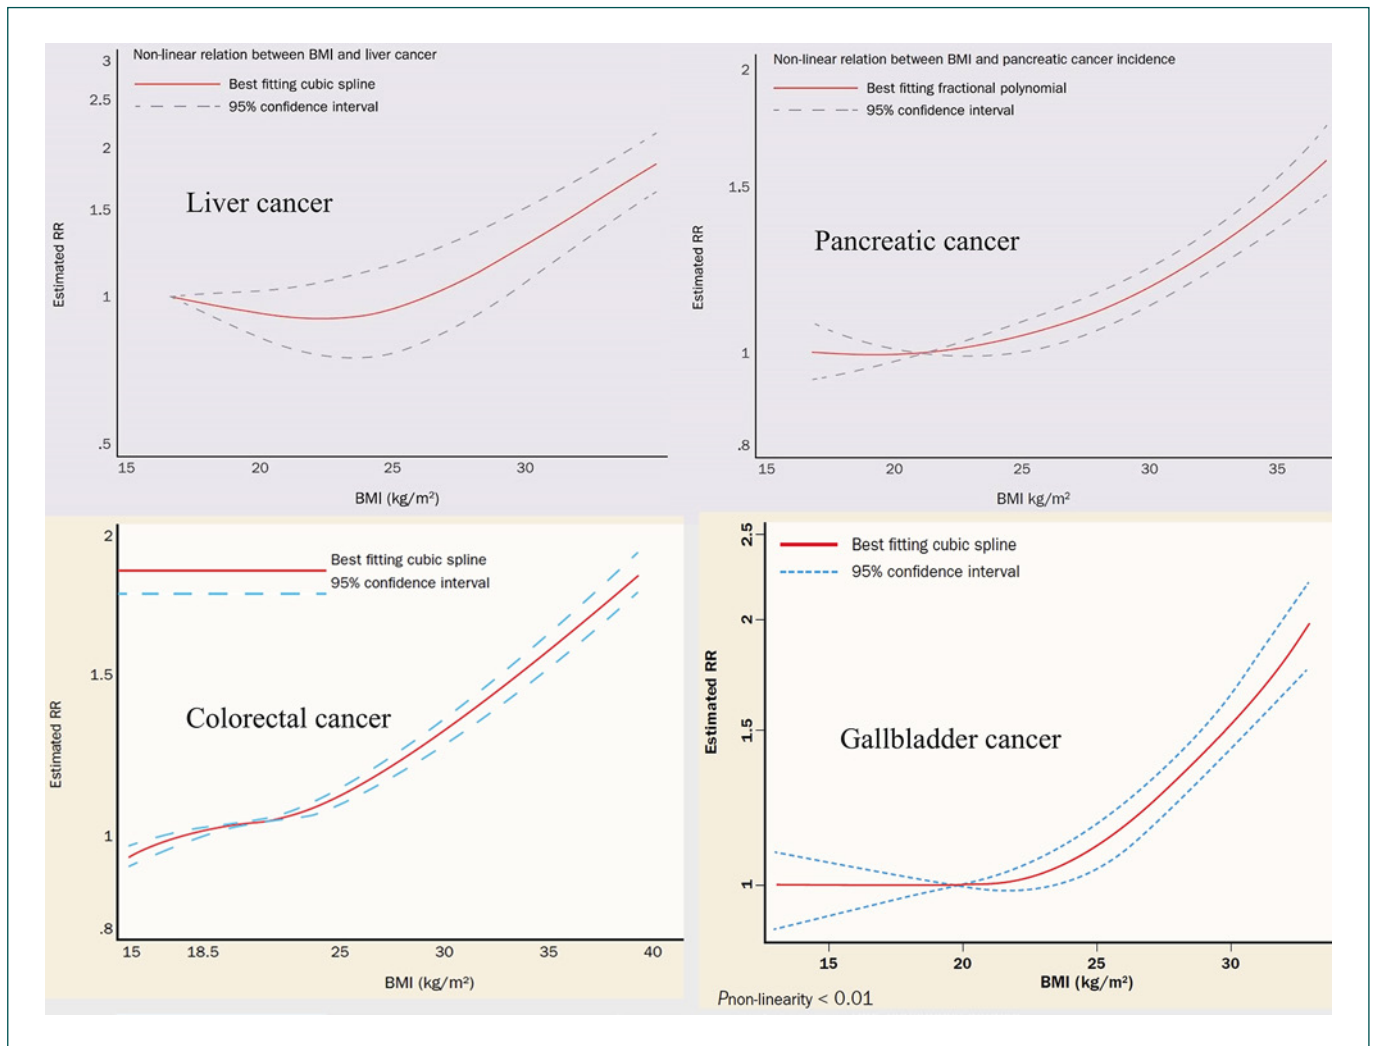 Non-linear relation between BMI and liver cancer
Best fitting cubic spline
95% confidence interval
Liver cancer
3
2.5
2
1.5
1
.5
Estimated RR
15 20 25 30
BMI (kg/m²)
Non-linear relation between BMI and pancreatic cancer incidence
Best fitting fractional polynomial
95% confidence interval
Pancreatic cancer
2
1.5
1
.8
Estimated RR
15 20 25 30 35
BMI kg/m²
Best fitting cubic spline
95% confidence interval
Colorectal cancer
2
1.5
1
.8
Estimated RR
15 18.5 25 30 35 40
BMI (kg/m²)
Best fitting cubic spline
95% confidence interval
Gallbladder cancer
2.5
2
1.5
1
Estimated RR
15 20 25 30
BMI (kg/m²)
Pnon-linearity < 0.01